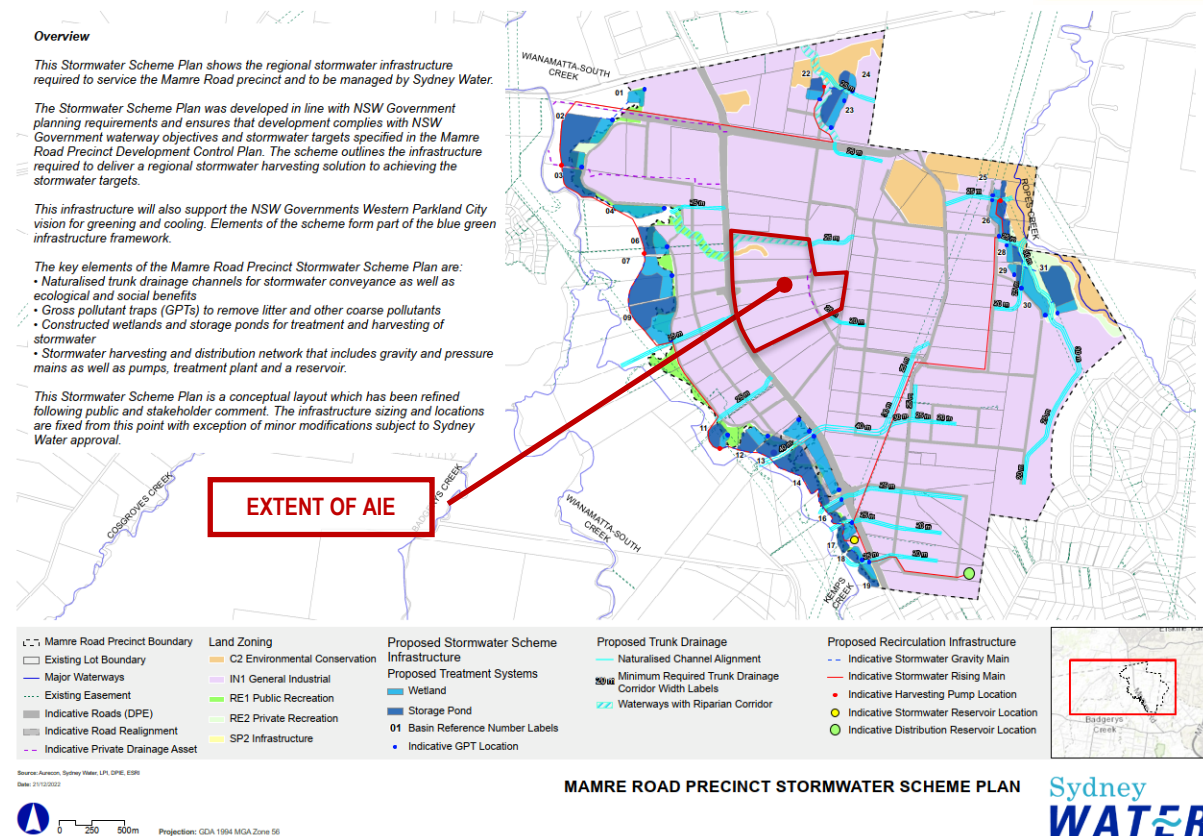 Overview
This Stormwater Scheme Plan shows the regional stormwater infrastructure
required to service the Mamre Road precinct and to be managed by Sydney
Water.
The Stormwater Scheme Plan was developed in line with NSW Government
planning requirements and ensures that development complies with NSW
Government waterway objectives and stormwater targets specified in the Mamre
Road Precinct Development Control Plan. The scheme outlines the infrastructure
required to deliver a regional stormwater harvesting solution to achieving the
stormwater targets.
This infrastructure will also support the NSW Governments Western Parkland City
vision for greening and cooling. Elements of the scheme form part of the blue green
infrastructure framework.
The key elements of the Mamre Road Precinct Stormwater Scheme Plan are:
• Naturalised trunk drainage channels for stormwater conveyance as well as
ecological and social benefits
• Gross pollutant traps (GPTs) to remove litter and other coarse pollutants
• Constructed wetlands and storage ponds for treatment and harvesting of
stormwater
• Stormwater harvesting and distribution network that includes gravity and pressure
mains as well as pumps, treatment plant and a reservoir.
This Stormwater Scheme Plan is a conceptual layout which has been refined
following public and stakeholder comment. The infrastructure sizing and locations
are fixed from this point with exception of minor modifications subject to Sydney
Water approval.
EXTENT OF AIE
WIANAMATTA-SOUTH
CREEK
01
02
03
04
06
07
09
11
12
13
14
16
17
18
19
22
23
24
25
26
28
29
30
31
ROPES CREEK
COSGROVES CREEK
WIANAMATTA-SOUTH
CREEK
KEMPS
CREEK
Mamre Road Precinct Boundary
Existing Lot Boundary
Major Waterways
Existing Easement
Indicative Roads (DPE)
Indicative Road Realignment
Indicative Private Drainage Asset
Land Zoning
C2 Environmental Conservation
IN1 General Industrial
RE1 Public Recreation
RE2 Private Recreation
SP2 Infrastructure
Proposed Stormwater Scheme
Infrastructure
Proposed Treatment Systems
Wetland
Storage Pond
01 Basin Reference Number Labels
Indicative GPT Location
Proposed Trunk Drainage
Naturalised Channel Alignment
Minimum Required Trunk Drainage
Corridor Width Labels
Waterways with Riparian Corridor
Proposed Recirculation Infrastructure
Indicative Stormwater Gravity Main
Indicative Stormwater Rising Main
Indicative Harvesting Pump Location
Indicative Stormwater Reservoir Location
Indicative Distribution Reservoir Location
Badgerys
Creek
Source: Aurecon, Sydney Water, LPI, DPIE, ESRI
Date: 21/12/2022
0 250 500m
Projection: GDA 1994 MGA Zone 56
MAMRE ROAD PRECINCT STORMWATER SCHEME PLAN
Sydney
WATER